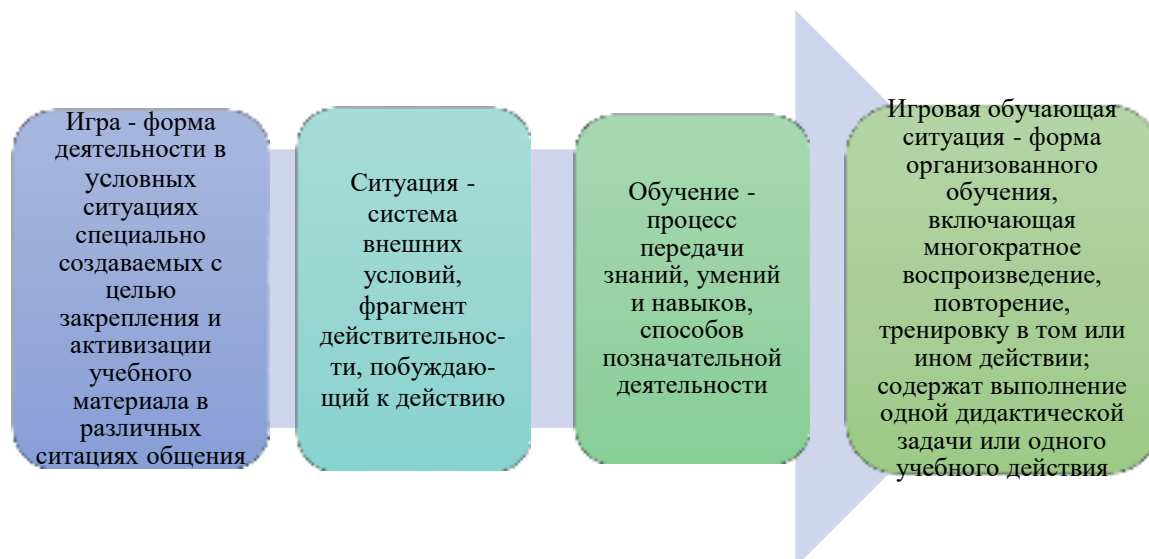 Игра - форма
деятельности в
условных
ситуациях
специально
создаваемых с
целью
закрепления и
активизации
учебного
материала в
различных
ситациях общения
Ситуация -
система
внешних
условий,
фрагмент
действительнос-
ти, побуждаю-
щий к действию
Обучение -
процесс
передачи
знаний, умений
и навыков,
способов
позначательной
деятельности
Игровая обучающая
ситуация - форма
организованного
обучения,
включающая
многократное
воспроизведение,
повторение,
тренировку в том или
ином действии;
содержат выполнение
одной дидактической
задачи или одного
учебного действия